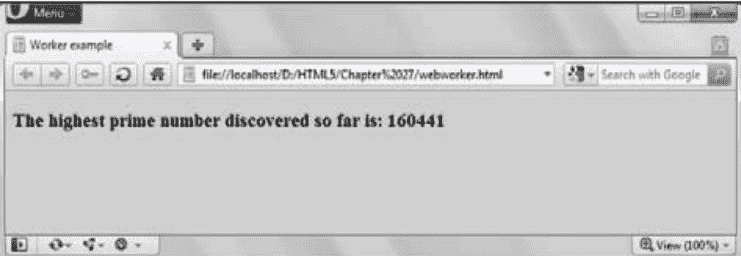 Menu
Worker example
file://localhost/D:/HTML5/Chapter%2027/webworker.html
Search with Google
The highest prime number discovered so far is: 160441
View (100%)